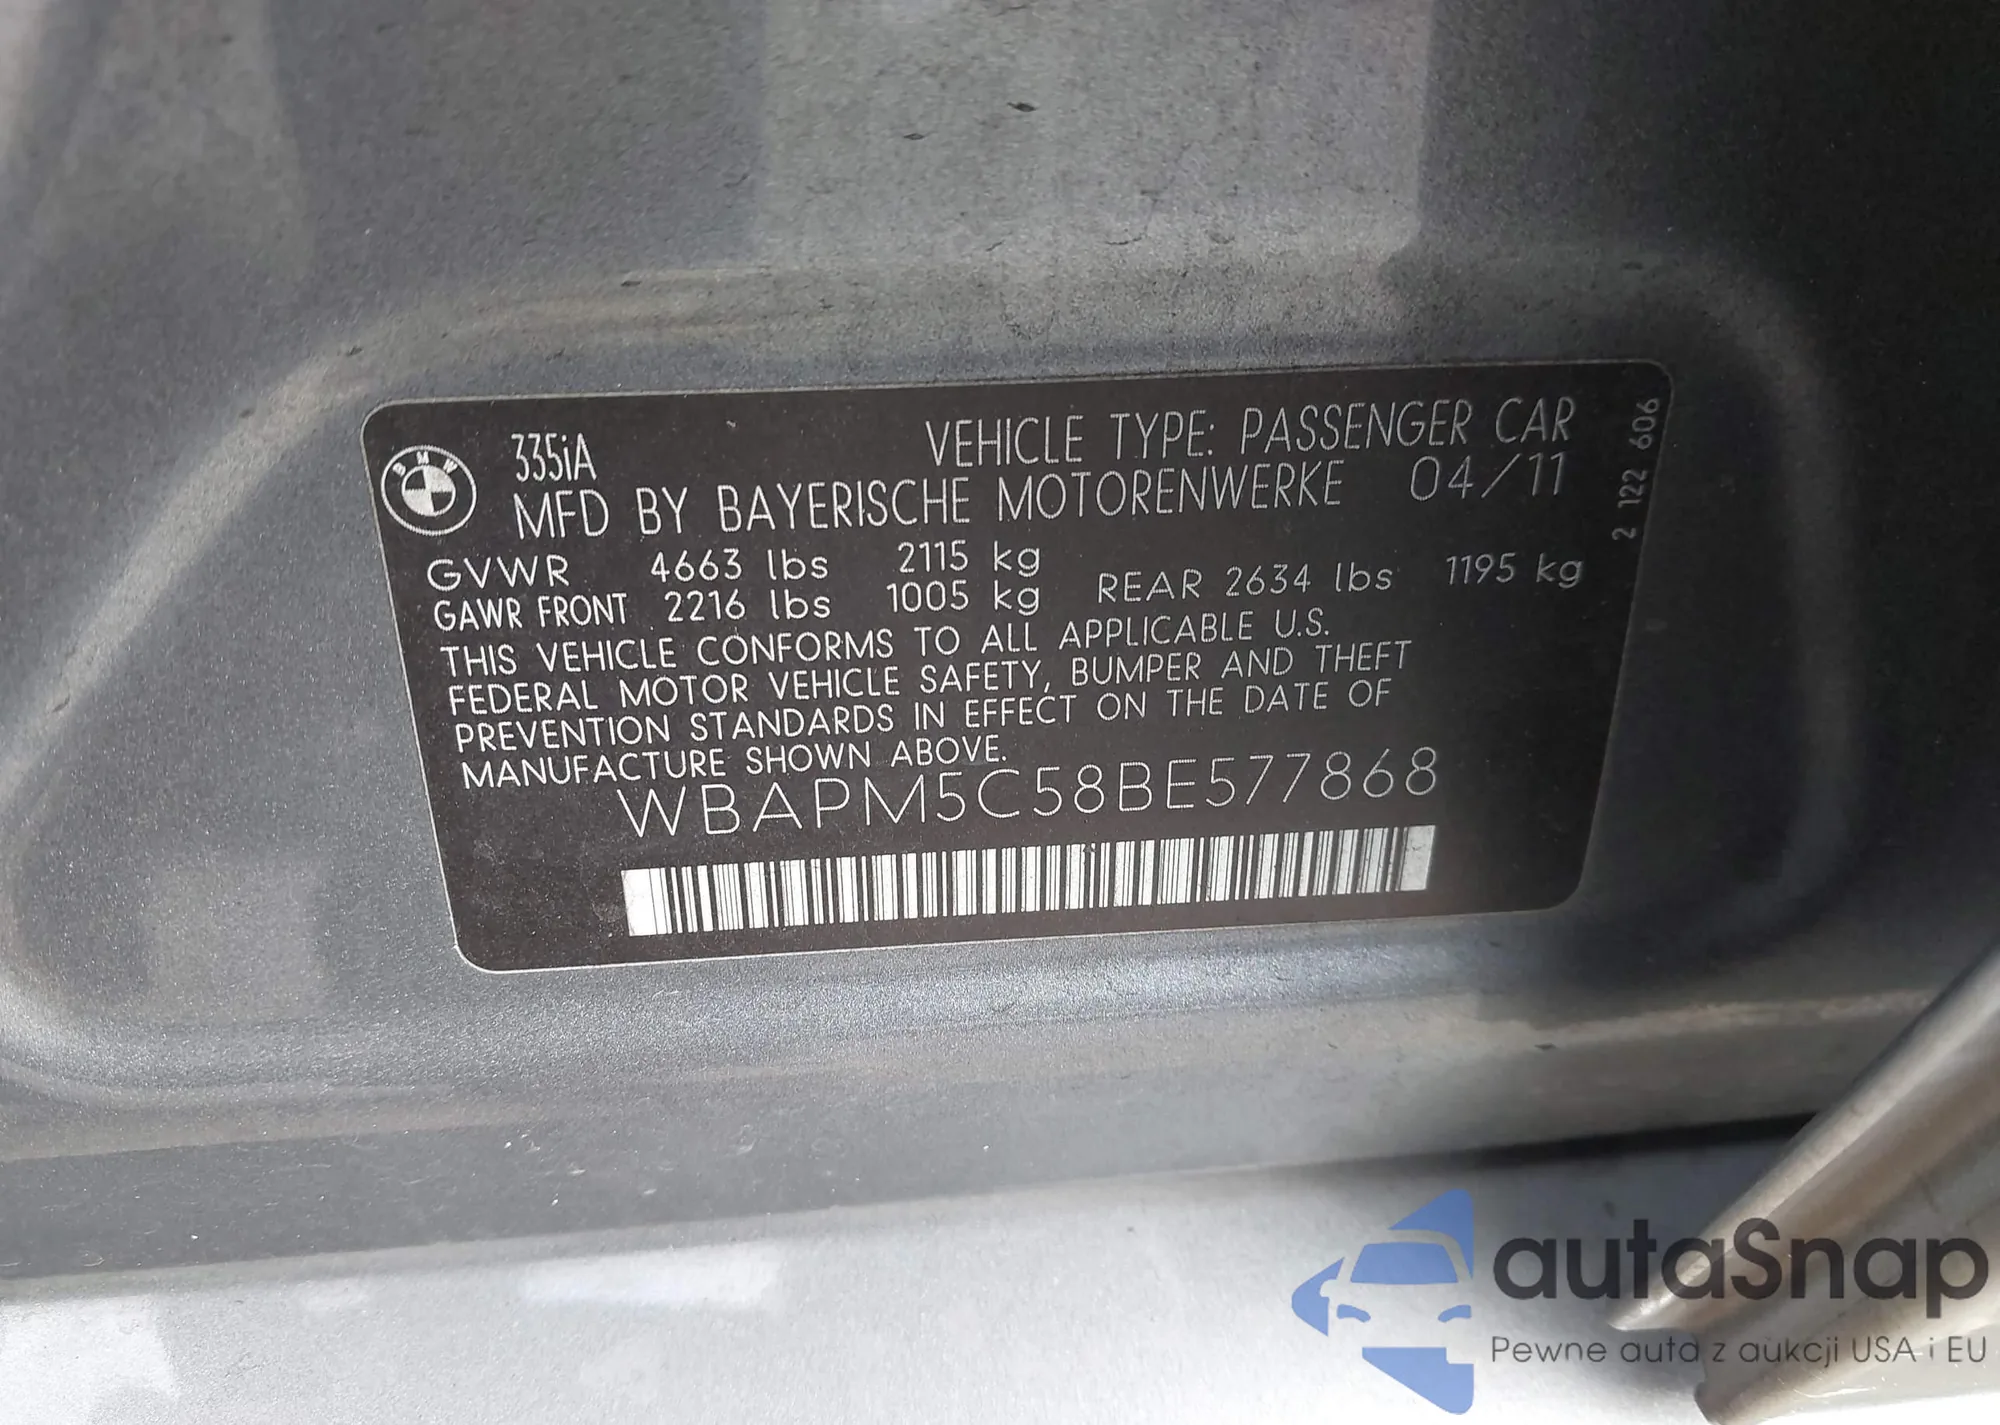 BMW
335iA
VEHICLE TYPE: PASSENGER CAR
MFD BY BAYERISCHE MOTORENWERKE 04/11
GVWR 4663 lbs 2115 kg
GAWR FRONT 2216 lbs 1005 kg REAR 2634 lbs 1195 kg
THIS VEHICLE CONFORMS TO ALL APPLICABLE U.S.
FEDERAL MOTOR VEHICLE SAFETY, BUMPER AND THEFT
PREVENTION STANDARDS IN EFFECT ON THE DATE OF
MANUFACTURE SHOWN ABOVE.
WBAPM5C58BE577868
2 122 606
autaSnap
Pewne auta z aukcji USA i EU